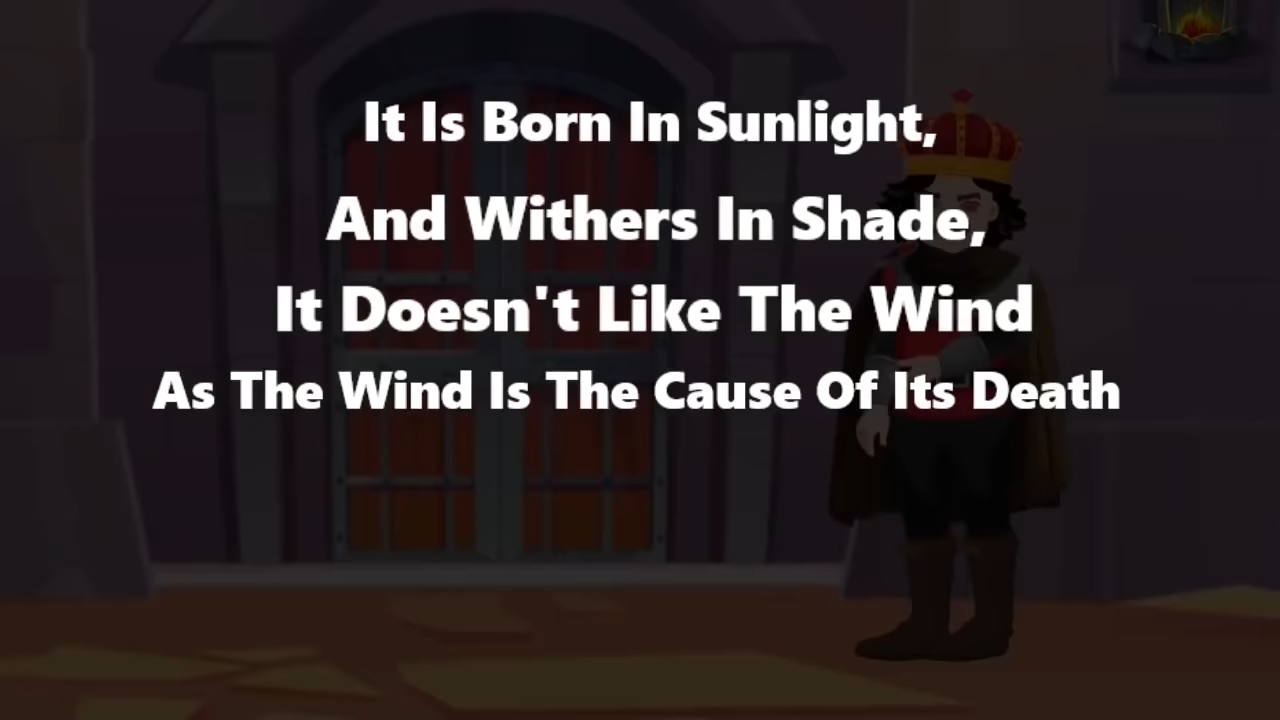 It Is Born In Sunlight,
And Withers In Shade,
It Doesn't Like The Wind
As The Wind Is The Cause Of Its Death